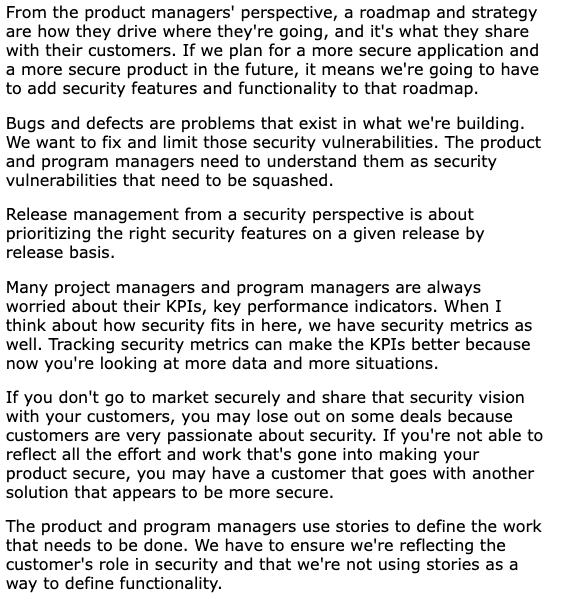 From the product managers' perspective, a roadmap and strategy
are how they drive where they're going, and it's what they share
with their customers. If we plan for a more secure application and
a more secure product in the future, it means we're going to have
to add security features and functionality to that roadmap.
Bugs and defects are problems that exist in what we're building.
We want to fix and limit those security vulnerabilities. The product
and program managers need to understand them as security
vulnerabilities that need to be squashed.
Release management from a security perspective is about
prioritizing the right security features on a given release by
release basis.
Many project managers and program managers are always
worried about their KPIs, key performance indicators. When I
think about how security fits in here, we have security metrics as
well. Tracking security metrics can make the KPIs better because
now you're looking at more data and more situations.
If you don't go to market securely and share that security vision
with your customers, you may lose out on some deals because
customers are very passionate about security. If you're not able to
reflect all the effort and work that's gone into making your
product secure, you may have a customer that goes with another
solution that appears to be more secure.
The product and program managers use stories to define the work
that needs to be done. We have to ensure we're reflecting the
customer's role in security and that we're not using stories as a
way to define functionality.